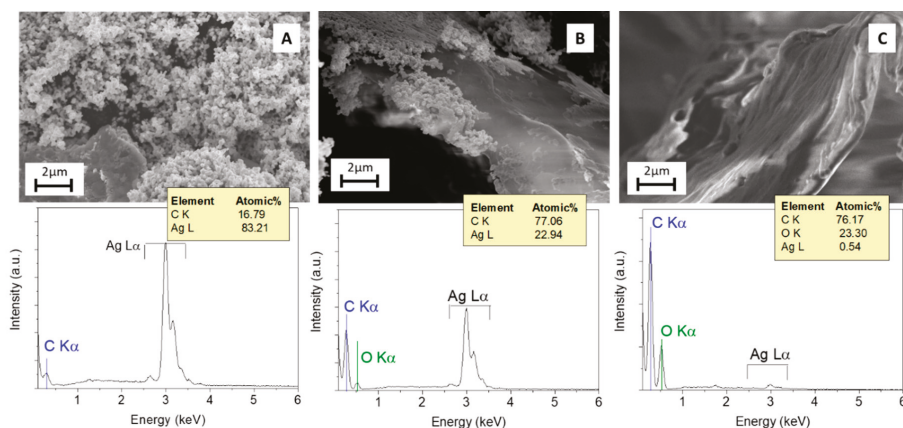 A
2μm
B
2μm
C
2μm
Element Atomic%
C K 16.79
Ag L 83.21
Ag Lα
C Kα
Intensity (a.u.)
0 1 2 3 4 5 6
Energy (keV)
Element Atomic%
C K 77.06
Ag L 22.94
C Kα
Ag Lα
O Kα
Intensity (a.u.)
1 2 3 4 5 6
Energy (keV)
Element Atomic%
C K 76.17
O K 23.30
Ag L 0.54
C Kα
O Kα
Ag Lα
Intensity (a.u.)
1 2 3 4 5 6
Energy (keV)